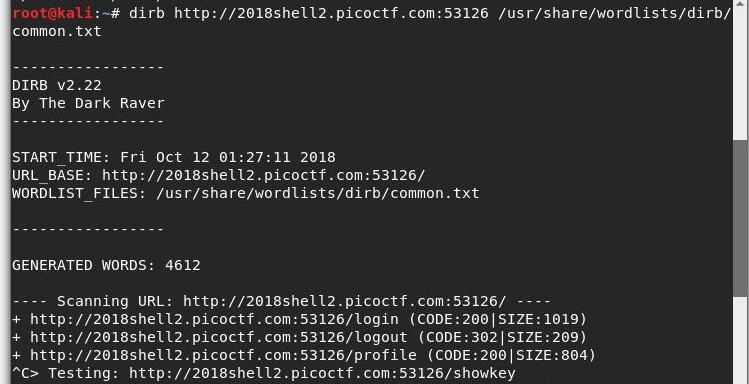 root@kali:~# dirb http://2018shell2.picoctf.com:53126 /usr/share/wordlists/dirb/
common.txt
-----------------
DIRB v2.22
By The Dark Raver
-----------------
START_TIME: Fri Oct 12 01:27:11 2018
URL_BASE: http://2018shell2.picoctf.com:53126/
WORDLIST_FILES: /usr/share/wordlists/dirb/common.txt
-----------------
GENERATED WORDS: 4612
---- Scanning URL: http://2018shell2.picoctf.com:53126/ ----
+ http://2018shell2.picoctf.com:53126/login (CODE:200|SIZE:1019)
+ http://2018shell2.picoctf.com:53126/logout (CODE:302|SIZE:209)
+ http://2018shell2.picoctf.com:53126/profile (CODE:200|SIZE:804)
^C> Testing: http://2018shell2.picoctf.com:53126/showkey